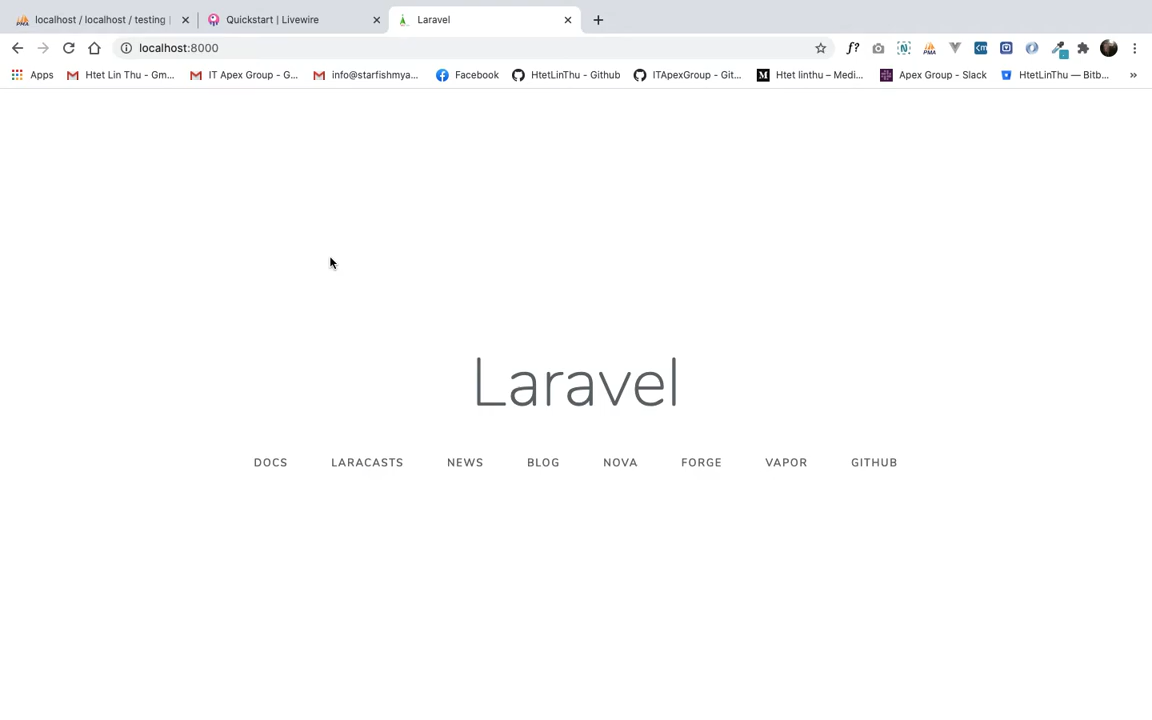 localhost / localhost / testing |
Quickstart | Livewire
Laravel
localhost:8000
f?
PMA
Apps
Htet Lin Thu - Gm...
IT Apex Group - G...
info@starfishmya...
Facebook
HtetLinThu - Github
ITApexGroup - Git...
Htet linthu – Medi...
Apex Group - Slack
HtetLinThu — Bitb...
Laravel
DOCS LARACASTS NEWS BLOG NOVA FORGE VAPOR GITHUB